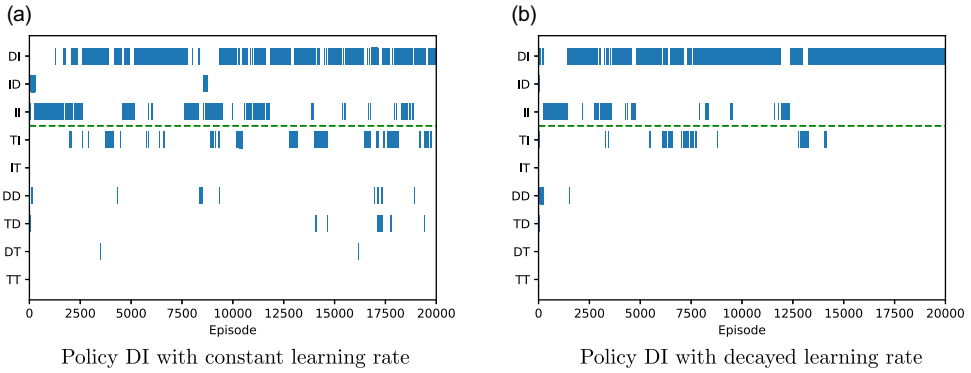 (a)
DI
ID
II
TI
IT
DD
TD
DT
TT
0 2500 5000 7500 10000 12500 15000 17500 20000
Episode
Policy DI with constant learning rate
(b)
DI
ID
II
TI
IT
DD
TD
DT
TT
0 2500 5000 7500 10000 12500 15000 17500 20000
Episode
Policy DI with decayed learning rate